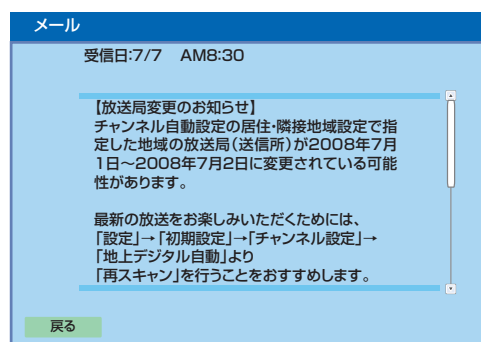 メール
受信日:7/7 AM8:30
【放送局変更のお知らせ】
チャンネル自動設定の居住・隣接地域設定で指
定した地域の放送局(送信所)が2008年7月
1日~2008年7月2日に変更されている可能
性があります。
最新の放送をお楽しみいただくためには、
「設定」→「初期設定」→「チャンネル設定」→
「地上デジタル自動」より
「再スキャン」を行うことをおすすめします。
戻る